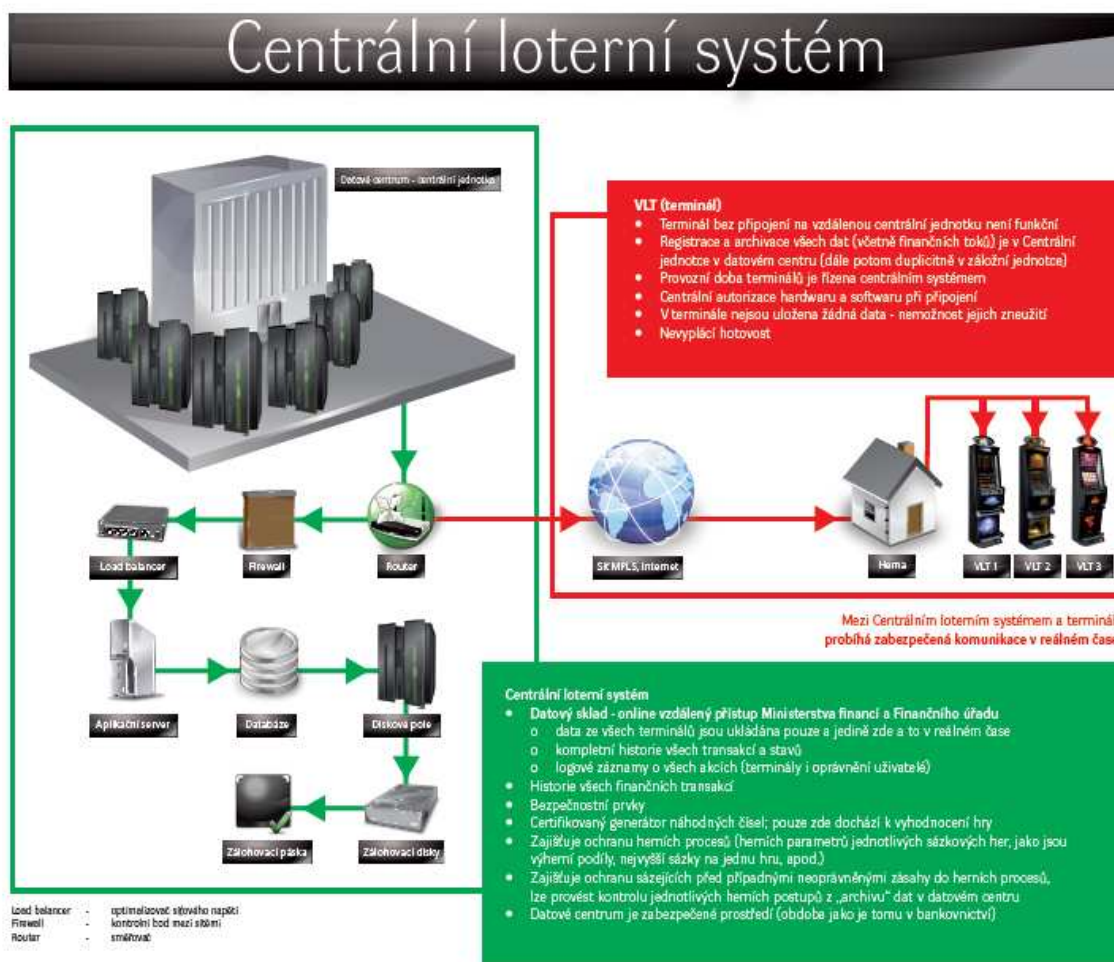 Centrální loterní systém
Datové centrum - centrální jednotka
VLT (terminál)
• Terminál bez připojení na vzdálenou centrální jednotku není funkční
• Registrace a archivace všech dat (včetně finančních toků) je v Centrální
jednotce v datovém centru (dále potom duplicitně v záložní jednotce)
• Provozní doba terminálů je řízena centrálním systémem
• Centrální autorizace hardwaru a softwaru při připojení
• V terminále nejsou uložena žádná data - nemožnost jejich zneužití
• Nevyplácí hotovost
Load balancer
Firewall
Router
SK MPLS, Internet
Herna
VLT 1
VLT 2
VLT 3
Mezi Centrálním loterním systémem a terminál
probíhá zabezpečená komunikace v reálném čase
Aplikační server
Databáze
Diskové pole
Zálohovací páska
Zálohovací disky
Centrální loterní systém
• Datový sklad - online vzdálený přístup Ministerstva financí a Finančního úřadu
o data ze všech terminálů jsou ukládána pouze a jedině zde a to v reálném čase
o kompletní historie všech transakcí a stavů
o logové záznamy o všech akcích (terminály i oprávnění uživatelé)
• Historie všech finančních transakcí
• Bezpečnostní prvky
• Certifikovaný generátor náhodných čísel; pouze zde dochází k vyhodnocení hry
• Zajišťuje ochranu herních procesů (herních parametrů jednotlivých sázkových her, jako jsou
výherní podíly, nejvyšší sázky na jednu hru, apod.)
• Zajišťuje ochranu sázejících před případnými neoprávněnými zásahy do herních procesů,
lze provést kontrolu jednotlivých herních postupů z „archivu“ dat v datovém centru
• Datové centrum je zabezpečené prostředí (obdoba jako je tomu v bankovnictví)
Load balancer - optimalizovač síťového napětí
Firewall - kontrolní bod mezi sítěmi
Router - směřovač